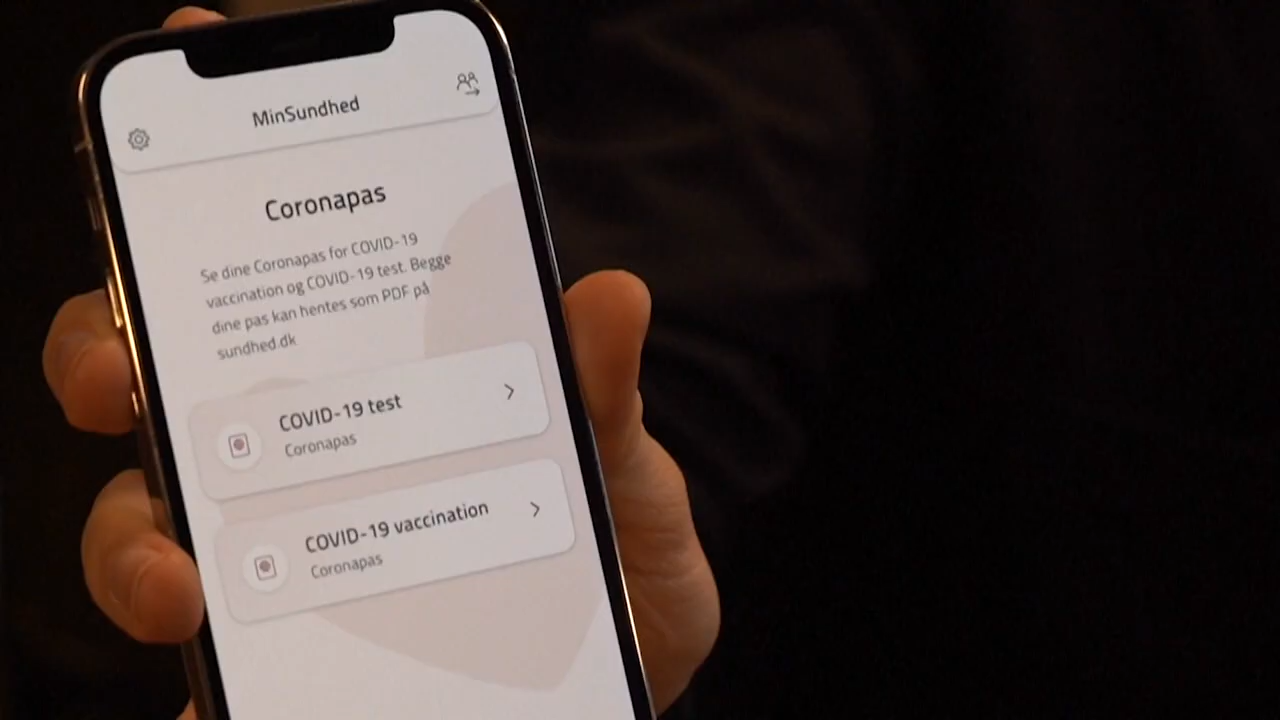 MinSundhed
Coronapas
Se dine Coronapas for COVID-19
vaccination og COVID-19 test. Begge
dine pas kan hentes som PDF på
sundhed.dk
COVID-19 test
Coronapas
COVID-19 vaccination
Coronapas